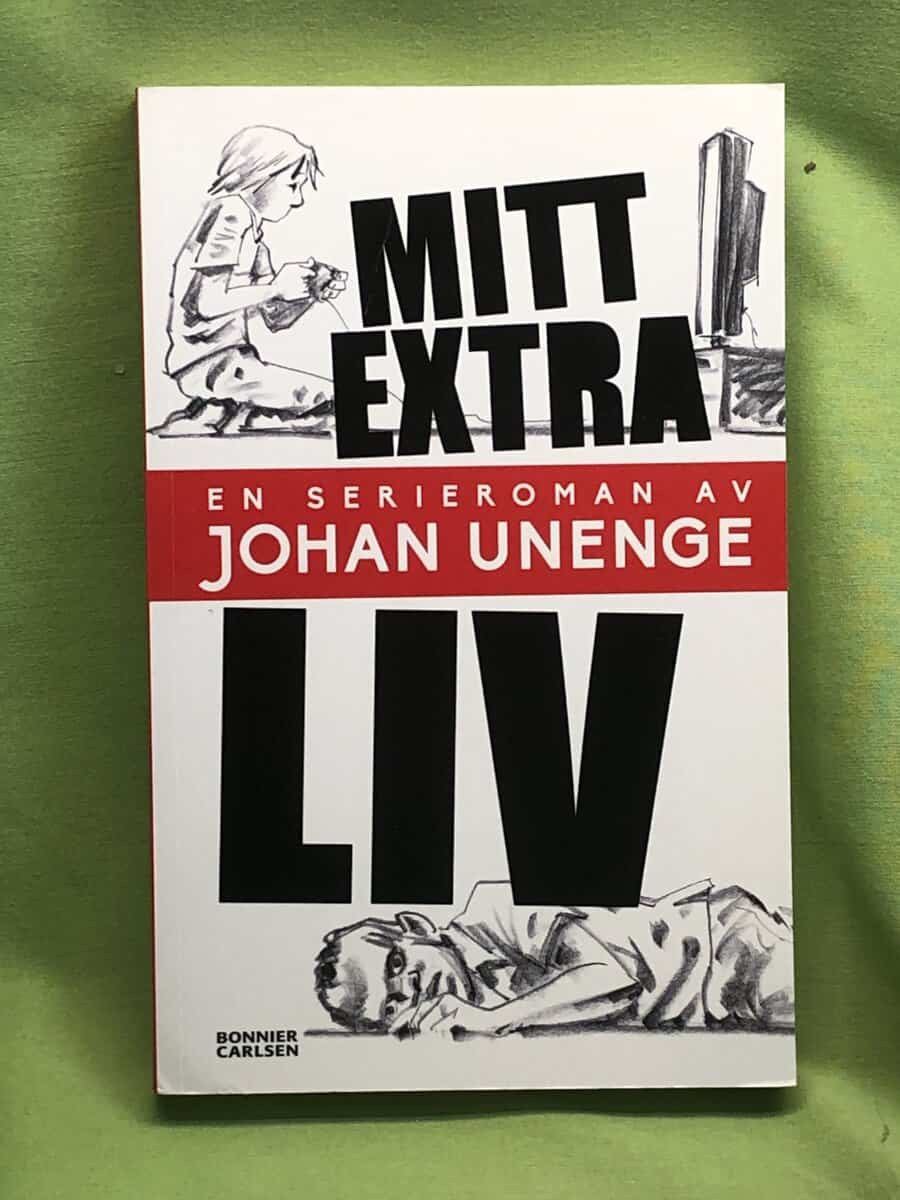 MITT
EXTRA
EN SERIEROMAN AV
JOHAN UNENGE
LIV
BONNIER
CARLSEN